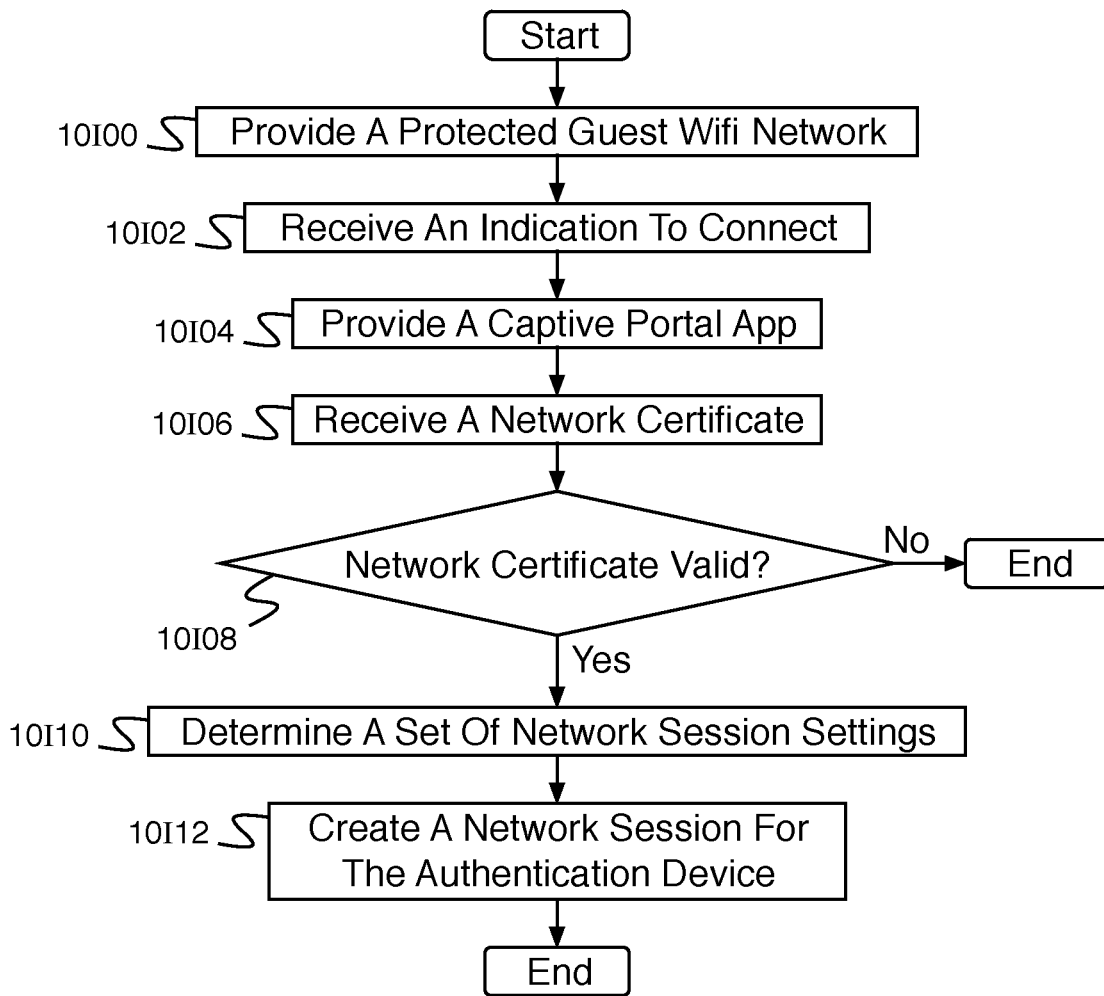 Start
10I00 Provide A Protected Guest Wifi Network
10I02 Receive An Indication To Connect
10I04 Provide A Captive Portal App
10I06 Receive A Network Certificate
Network Certificate Valid?
No
End
10I08
Yes
10I10 Determine A Set Of Network Session Settings
10I12 Create A Network Session For
The Authentication Device
End